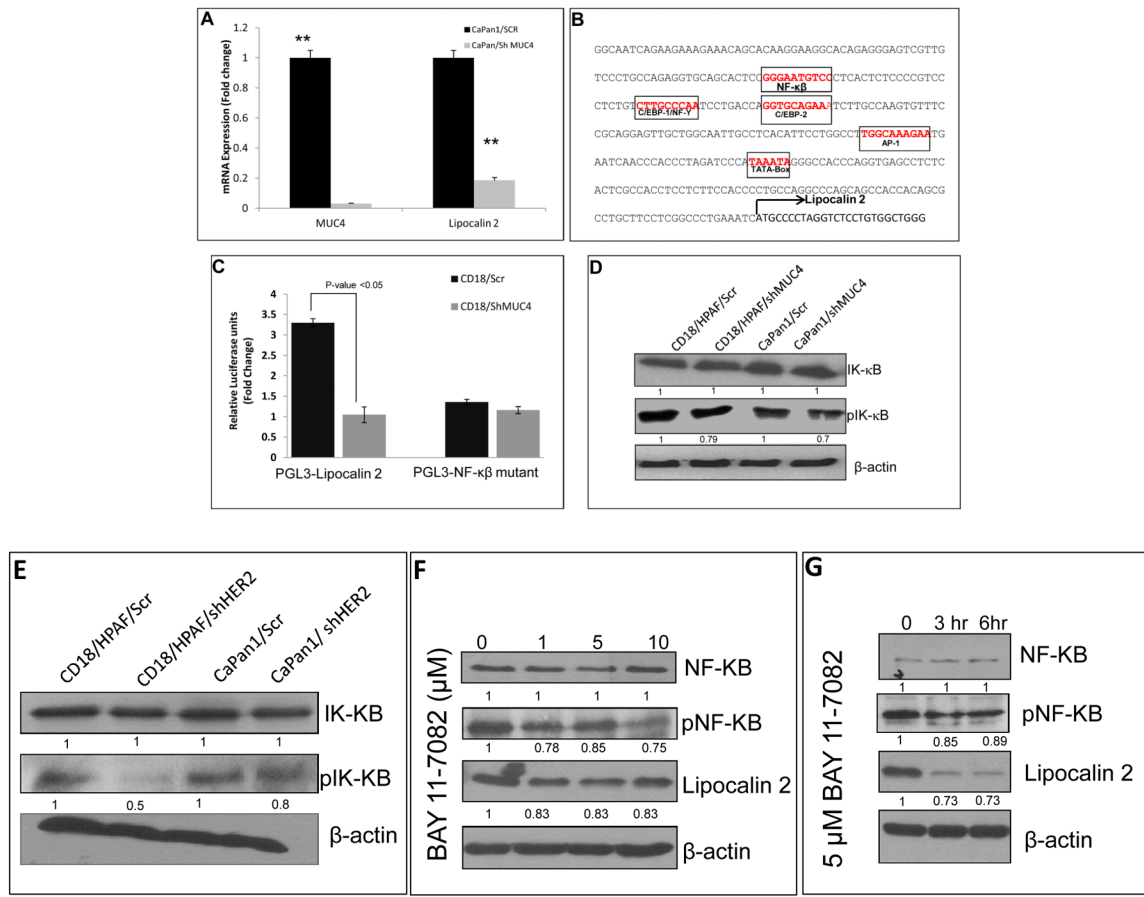 A
mRNA Expression (Fold change)
1.2
1
0.8
0.6
0.4
0.2
0
**
**
CaPan1/SCR
CaPan/Sh MUC4
MUC4
Lipocalin 2
B
GGCAATCAGAAGAAAGAAACAGCACAAGGAAGGCACAGAGGGAGTCGTTG
TCCCTGCCAGAGGTGCAGCACTCCGGGAATGTCCCTCACTCTCCCCGTCC
NF-κβ
CTCTGTCTTGCCCAATCCTGACCAGGTGCAGAAATCTTGCCAAGTGTTTC
C/EBP-1/NF-Y
C/EBP-2
CGCAGGAGTTGCTGGCAATTGCCTCACATTCCTGGCCTTGGCAAAGAATG
AP-1
AATCAACCCACCCTAGATCCCATAAATAGGGCCACCCAGGTGAGCCTCTC
TATA-Box
ACTCGCCACCTCCTCTTCCACCCCTGCCAGGCCCAGCAGCCACCACAGCG
Lipocalin 2
CCTGCTTCCTCGGCCCTGAAATCATGCCCCTAGGTCTCCTGTGGCTGGG
C
Relative Luciferase units
(Fold Change)
4
3.5
3
2.5
2
1.5
1
0.5
0
P-value <0.05
CD18/Scr
CD18/ShMUC4
PGL3-Lipocalin 2
PGL3-NF-κβ mutant
D
CD18/HPAF/Scr
CD18/HPAF/shMUC4
CaPan1/Scr
CaPan1/shMUC4
IK-κB
1 1 1 1
pIK-κB
1 0.79 1 0.7
β-actin
E
CD18/HPAF/Scr
CD18/HPAF/shHER2
CaPan1/Scr
CaPan1/ shHER2
IK-KB
1 1 1 1
pIK-KB
1 0.5 1 0.8
β-actin
F
BAY 11-7082 (μM)
0 1 5 10
NF-KB
1 1 1 1
pNF-KB
1 0.78 0.85 0.75
Lipocalin 2
1 0.83 0.83 0.83
β-actin
G
5 μM BAY 11-7082
0 3 hr 6hr
NF-KB
1 1 1
pNF-KB
1 0.85 0.89
Lipocalin 2
1 0.73 0.73
β-actin